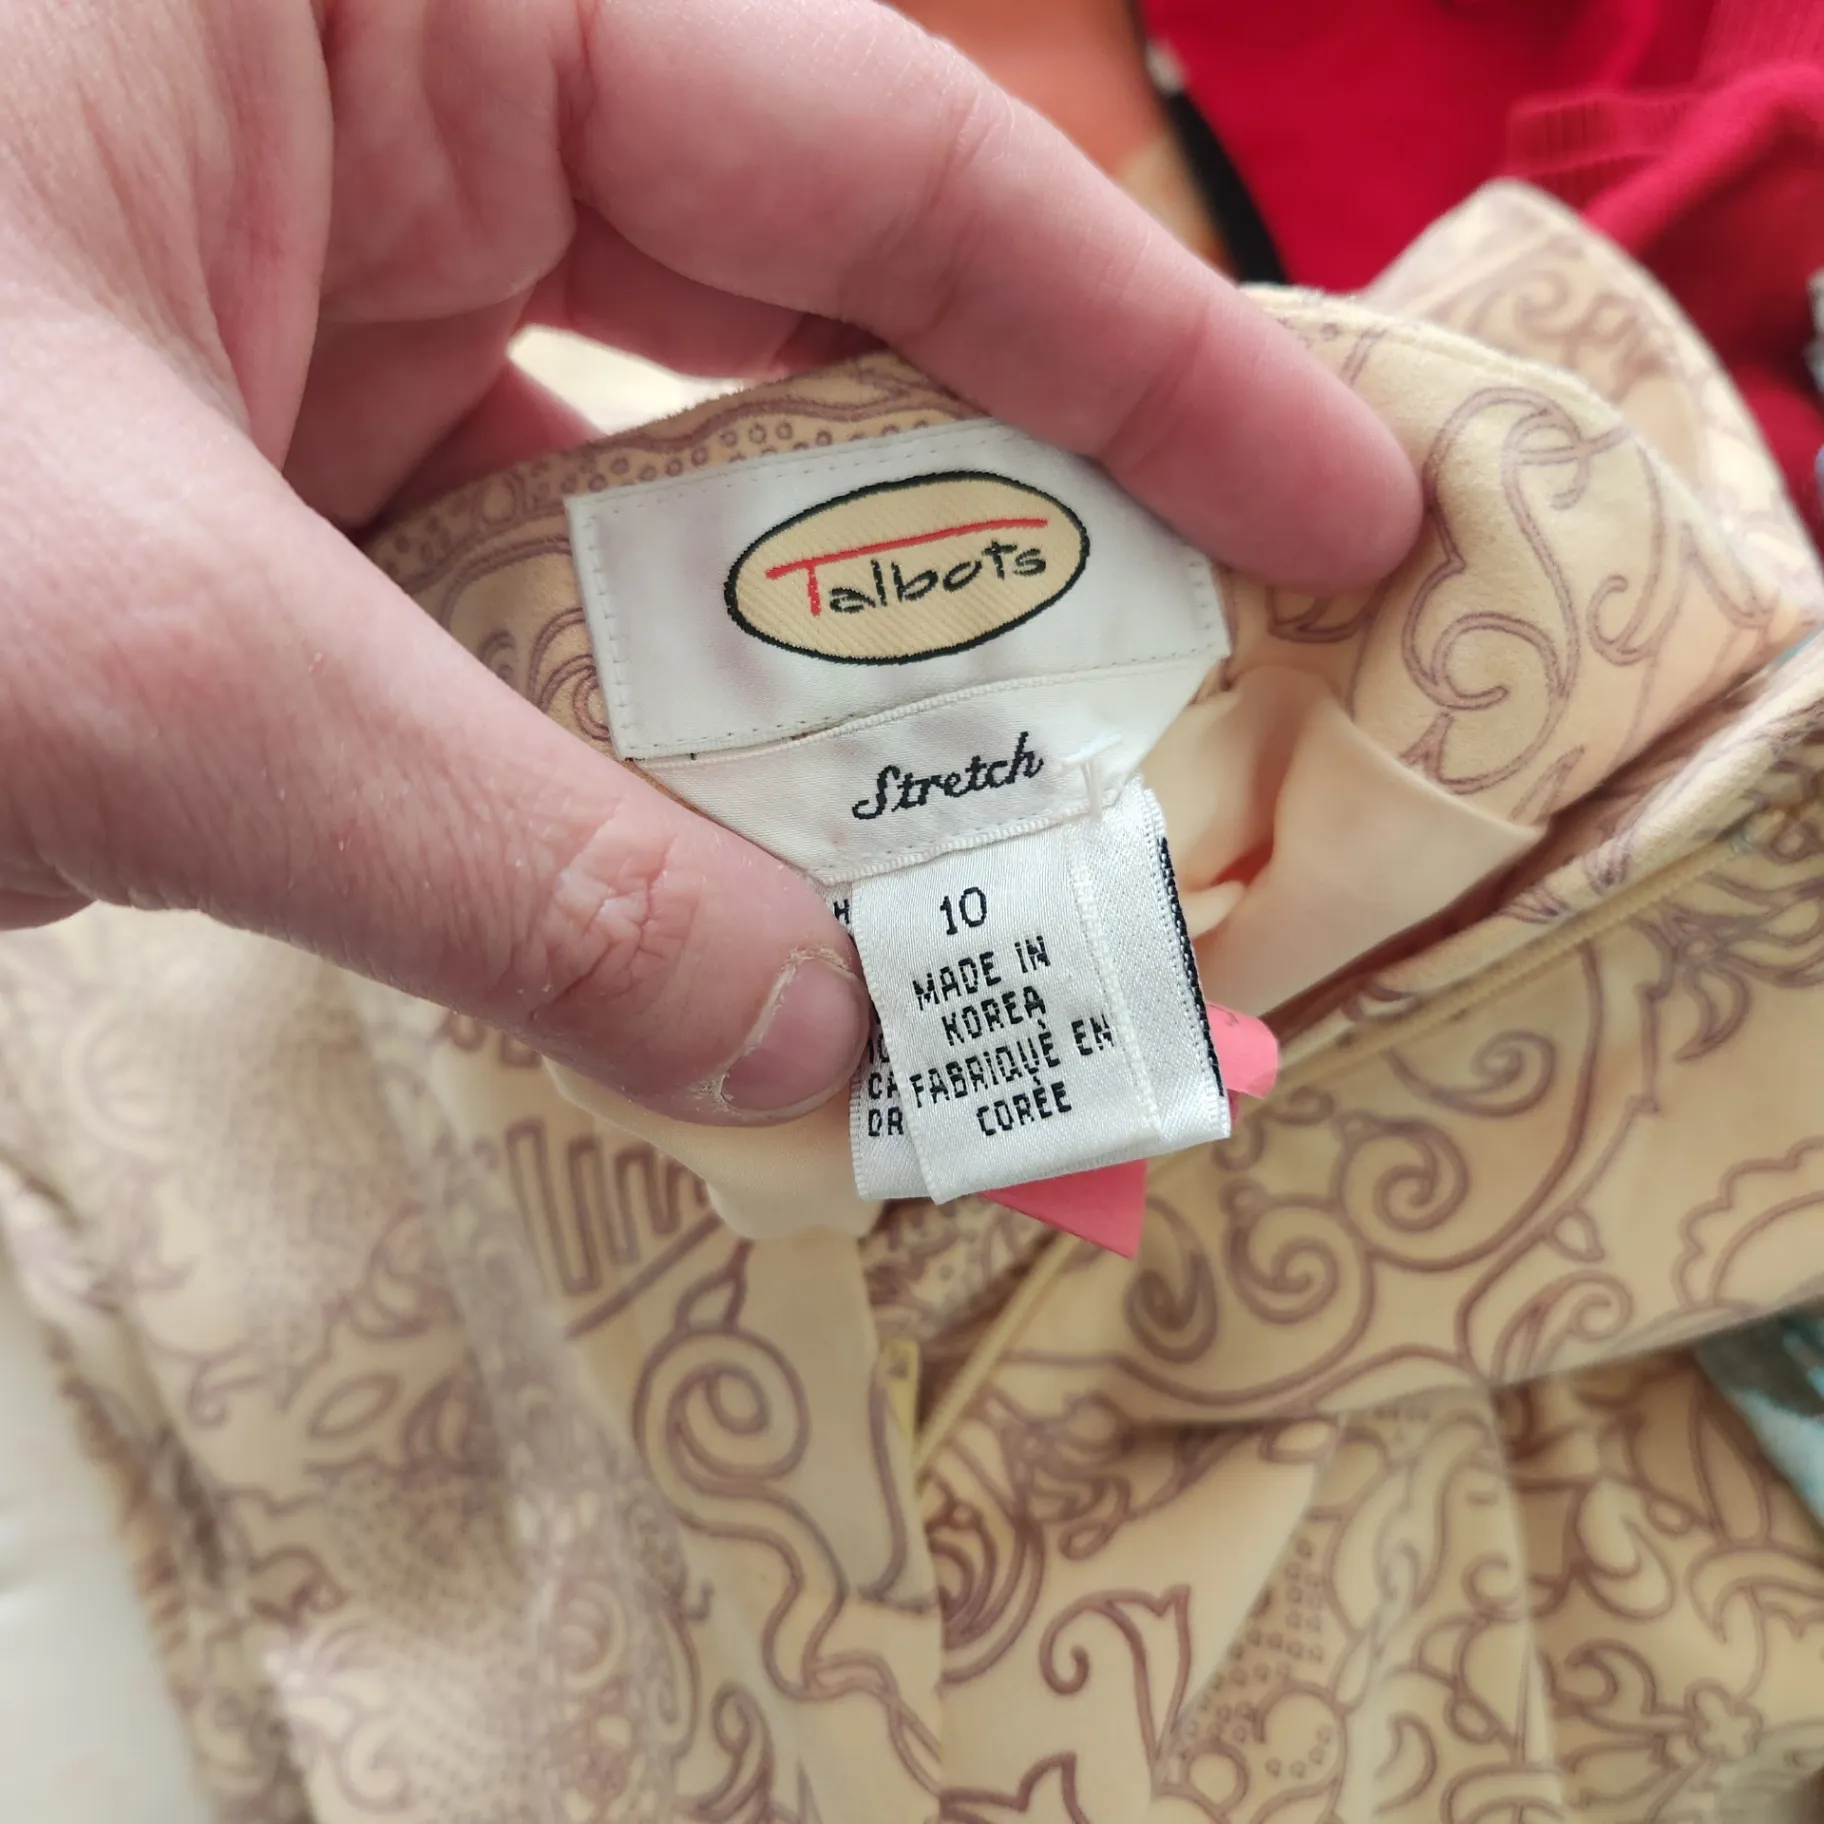 Talbots
Stretch
10
MADE IN
KOREA
FABRIQUÉ EN
CORÉE